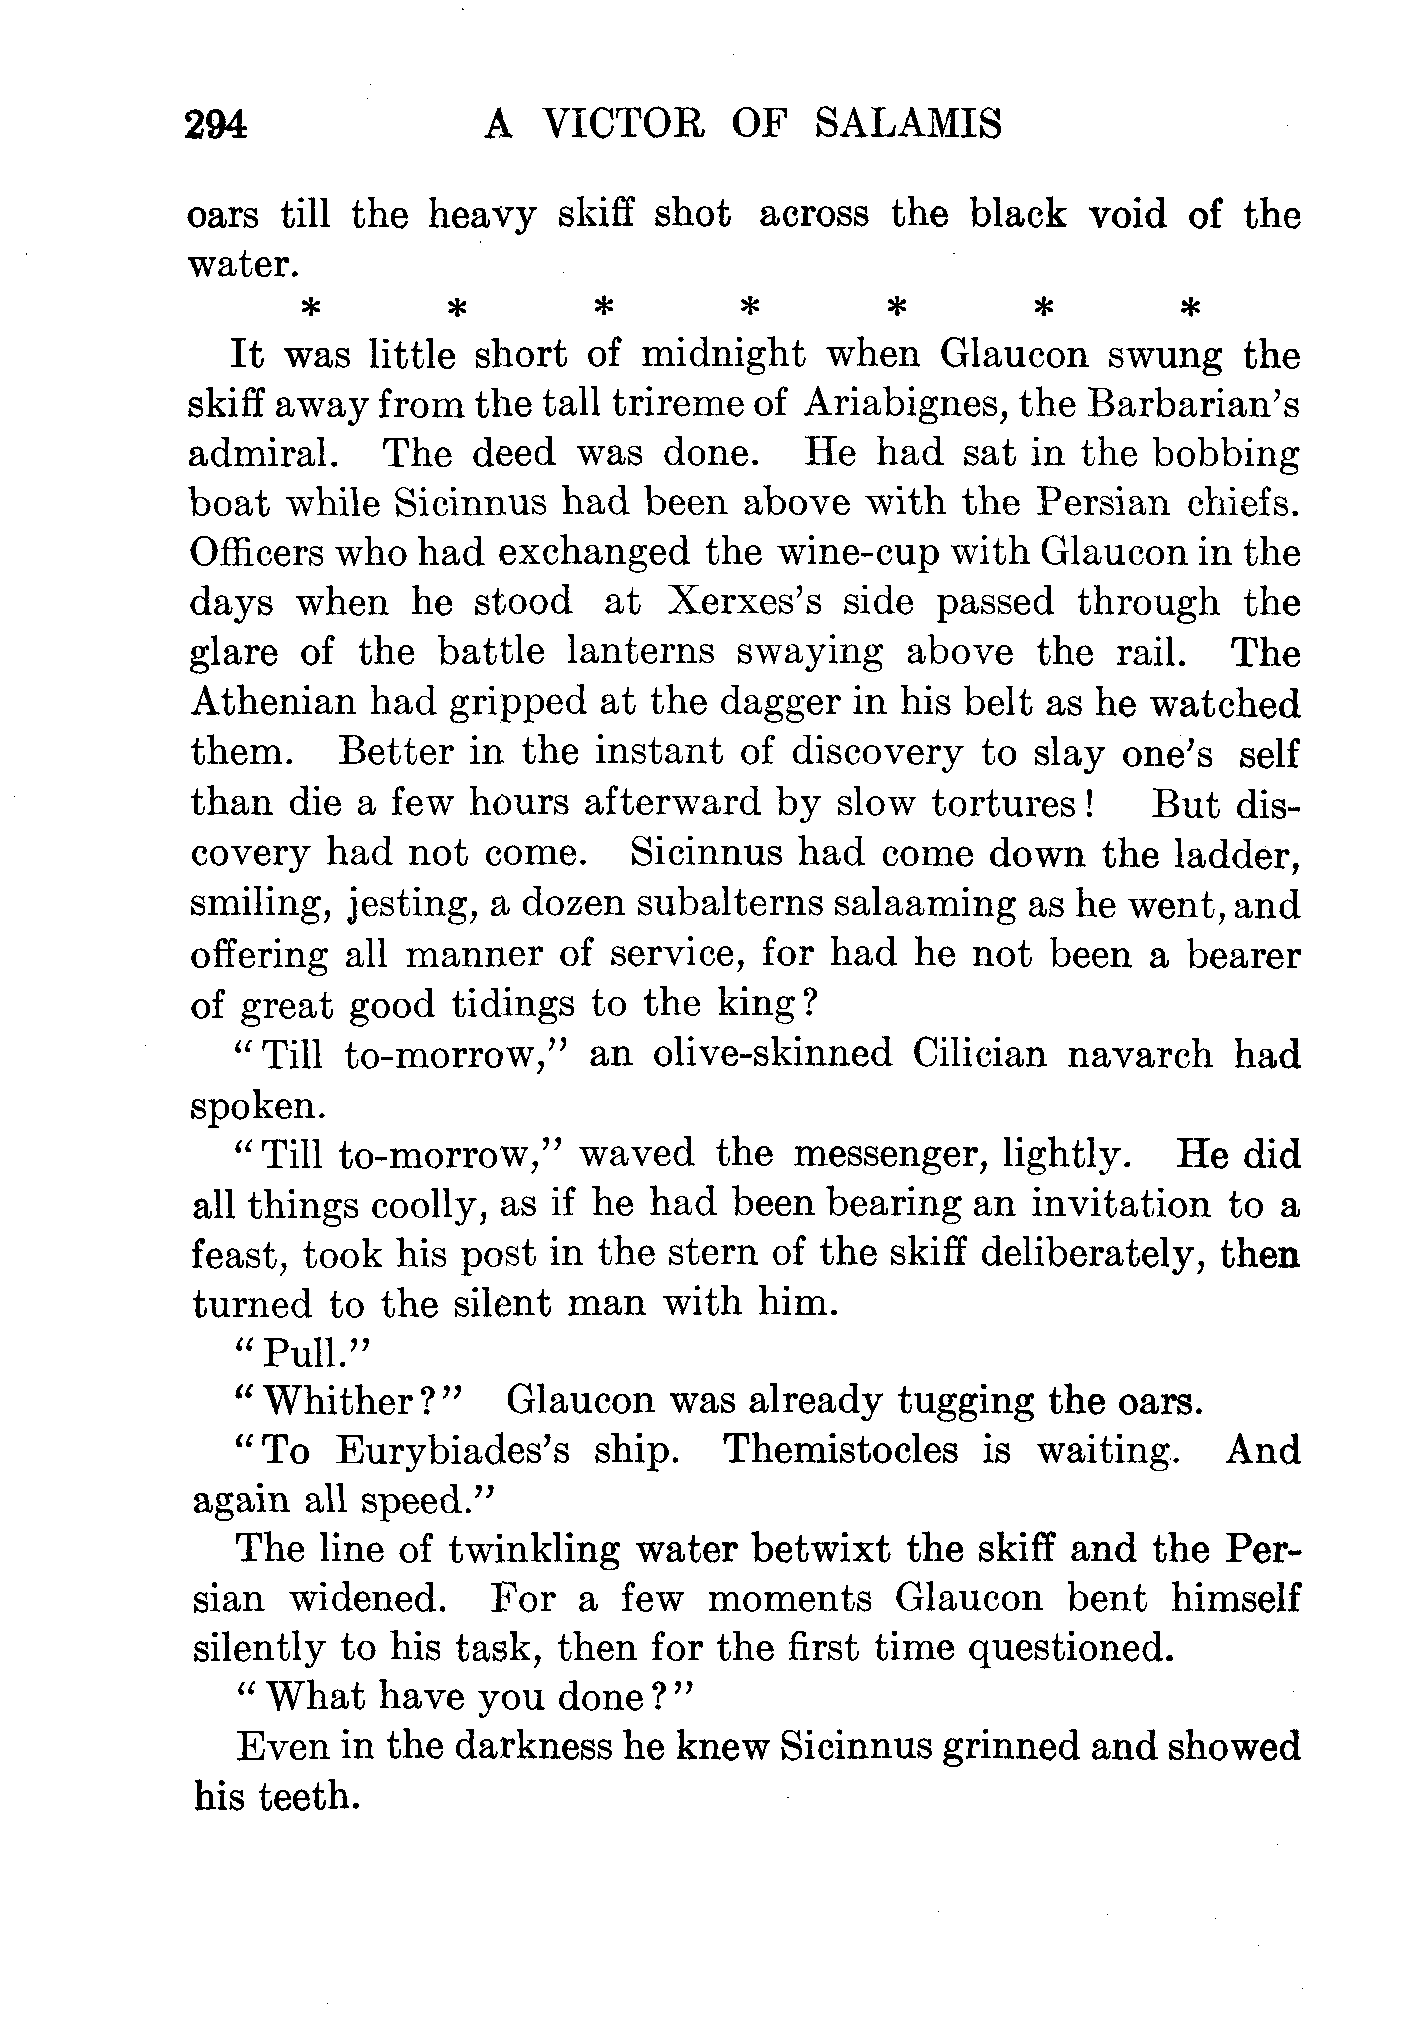 294 A VICTOR OF SALAMIS
oars till the heavy skiff shot across the black void of the
water.
* * * * * * *
It was little short of midnight when Glaucon swung the
skiff away from the tall trireme of Ariabignes, the Barbarian's
admiral. The deed was done. He had sat in the bobbing
boat while Sicinnus had been above with the Persian chiefs.
Officers who had exchanged the wine-cup with Glaucon in the
days when he stood at Xerxes's side passed through the
glare of the battle lanterns swaying above the rail. The
Athenian had gripped at the dagger in his belt as he watched
them. Better in the instant of discovery to slay one's self
than die a few hours afterward by slow tortures! But dis-
covery had not come. Sicinnus had come down the ladder,
smiling, jesting, a dozen subalterns salaaming as he went, and
offering all manner of service, for had he not been a bearer
of great good tidings to the king?
"Till to-morrow," an olive-skinned Cilician navarch had
spoken.
"Till to-morrow," waved the messenger, lightly. He did
all things coolly, as if he had been bearing an invitation to a
feast, took his post in the stern of the skiff deliberately, then
turned to the silent man with him.
"Pull."
"Whither?" Glaucon was already tugging the oars.
"To Eurybiades's ship. Themistocles is waiting. And
again all speed."
The line of twinkling water betwixt the skiff and the Per-
sian widened. For a few moments Glaucon bent himself
silently to his task, then for the first time questioned.
"What have you done?"
Even in the darkness he knew Sicinnus grinned and showed
his teeth.